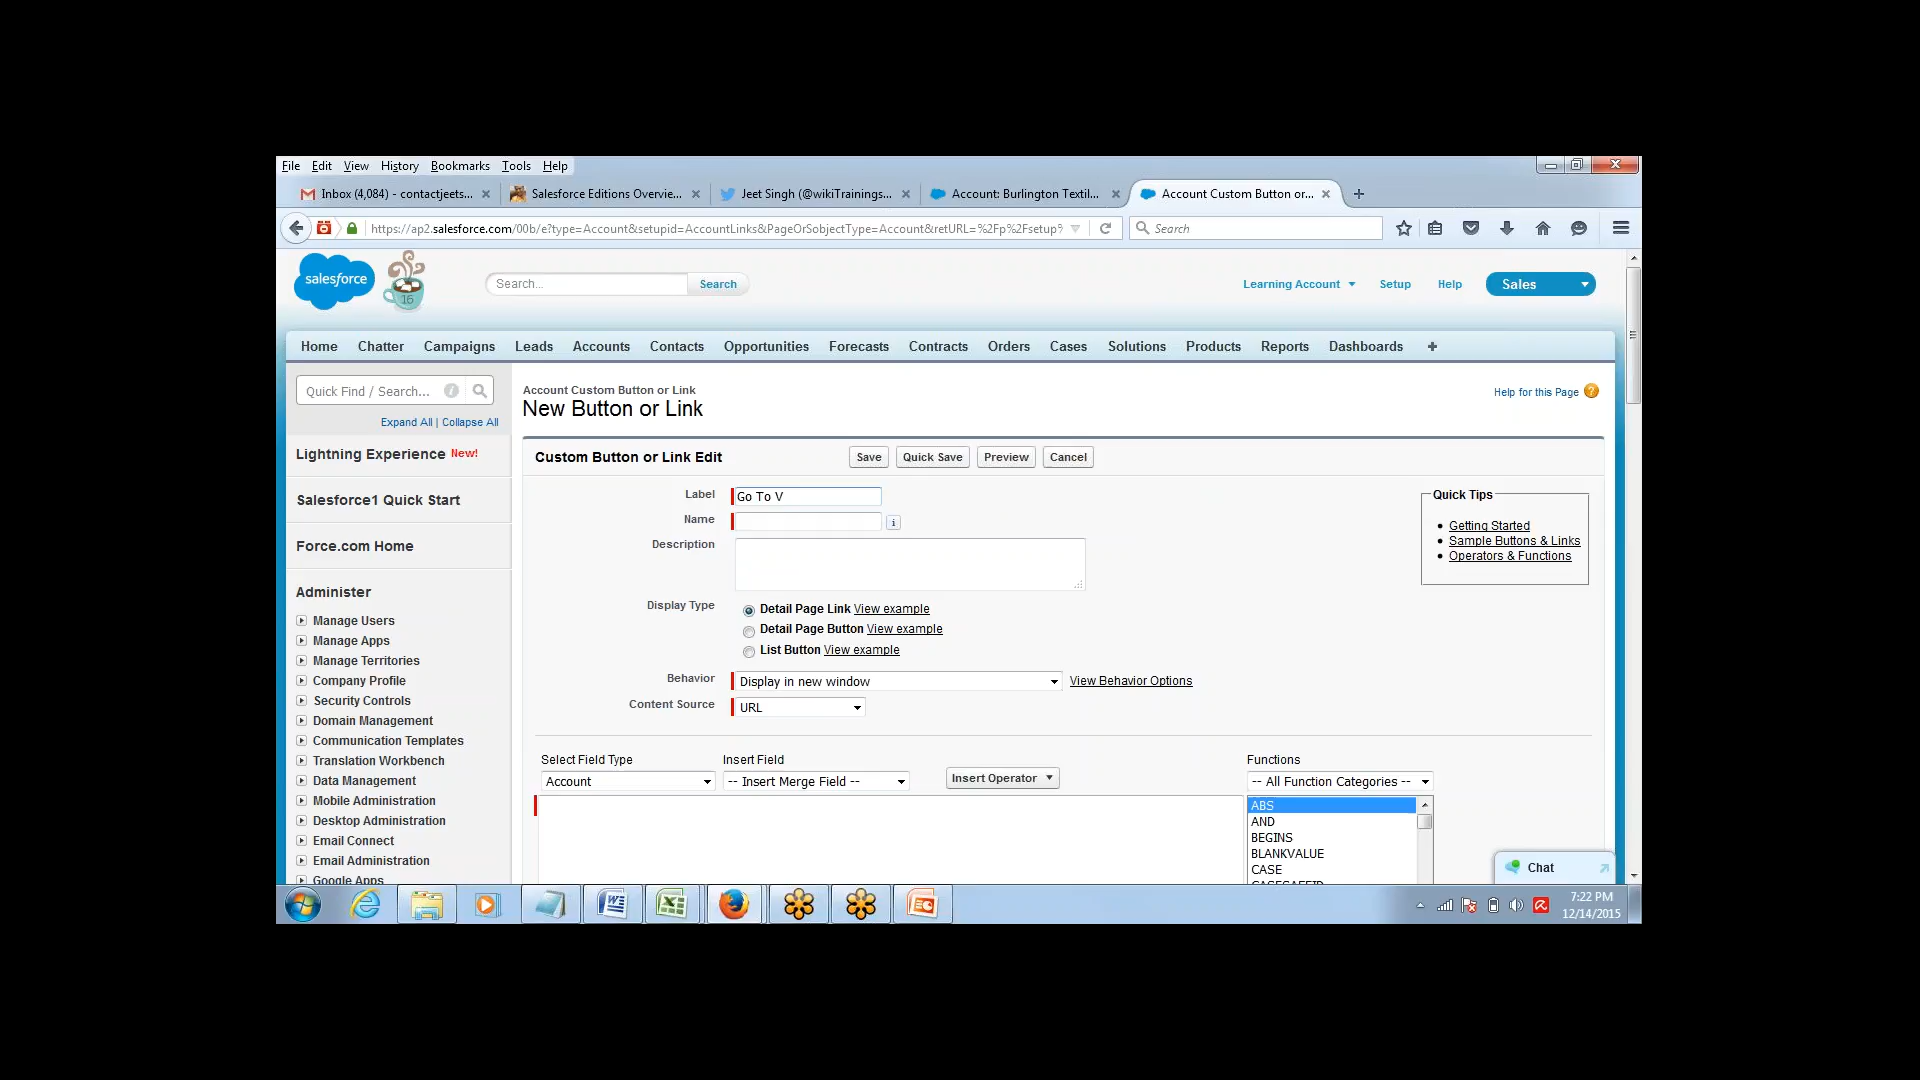 File Edit View History Bookmarks Tools Help
Inbox (4,084) - contactjeets...
Salesforce Editions Overvie...
Jeet Singh (@wikiTrainings...
Account: Burlington Textil...
Account Custom Button or...
https://ap2.salesforce.com/00b/e?type=Account&setupid=AccountLinks&PageOrSobjectType=Account&retURL=%2Fp%2Fsetup%
Search
salesforce
16
Search...
Search
Learning Account
Setup
Help
Sales
Home Chatter Campaigns Leads Accounts Contacts Opportunities Forecasts Contracts Orders Cases Solutions Products Reports Dashboards +
Quick Find / Search...
Expand All | Collapse All
Lightning Experience New!
Salesforce1 Quick Start
Force.com Home
Administer
Manage Users
Manage Apps
Manage Territories
Company Profile
Security Controls
Domain Management
Communication Templates
Translation Workbench
Data Management
Mobile Administration
Desktop Administration
Email Connect
Email Administration
Google Apps
Account Custom Button or Link
New Button or Link
Help for this Page
Custom Button or Link Edit
Save
Quick Save
Preview
Cancel
Label
Go To V
Name
Description
Display Type
Detail Page Link View example
Detail Page Button View example
List Button View example
Behavior
Display in new window
View Behavior Options
Content Source
URL
Quick Tips
Getting Started
Sample Buttons & Links
Operators & Functions
Select Field Type
Account
Insert Field
-- Insert Merge Field --
Insert Operator
Functions
-- All Function Categories --
ABS
AND
BEGINS
BLANKVALUE
CASE
CASESAFEID
Chat
7:22 PM
12/14/2015